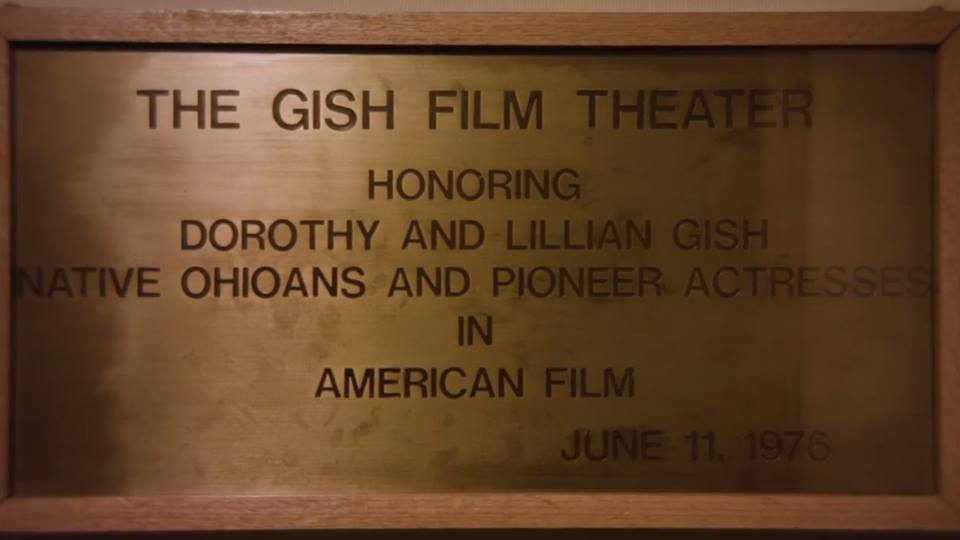 THE GISH FILM THEATER
HONORING
DOROTHY AND LILLIAN GISH
NATIVE OHIOANS AND PIONEER ACTRESSES
IN
AMERICAN FILM
JUNE 11, 1976